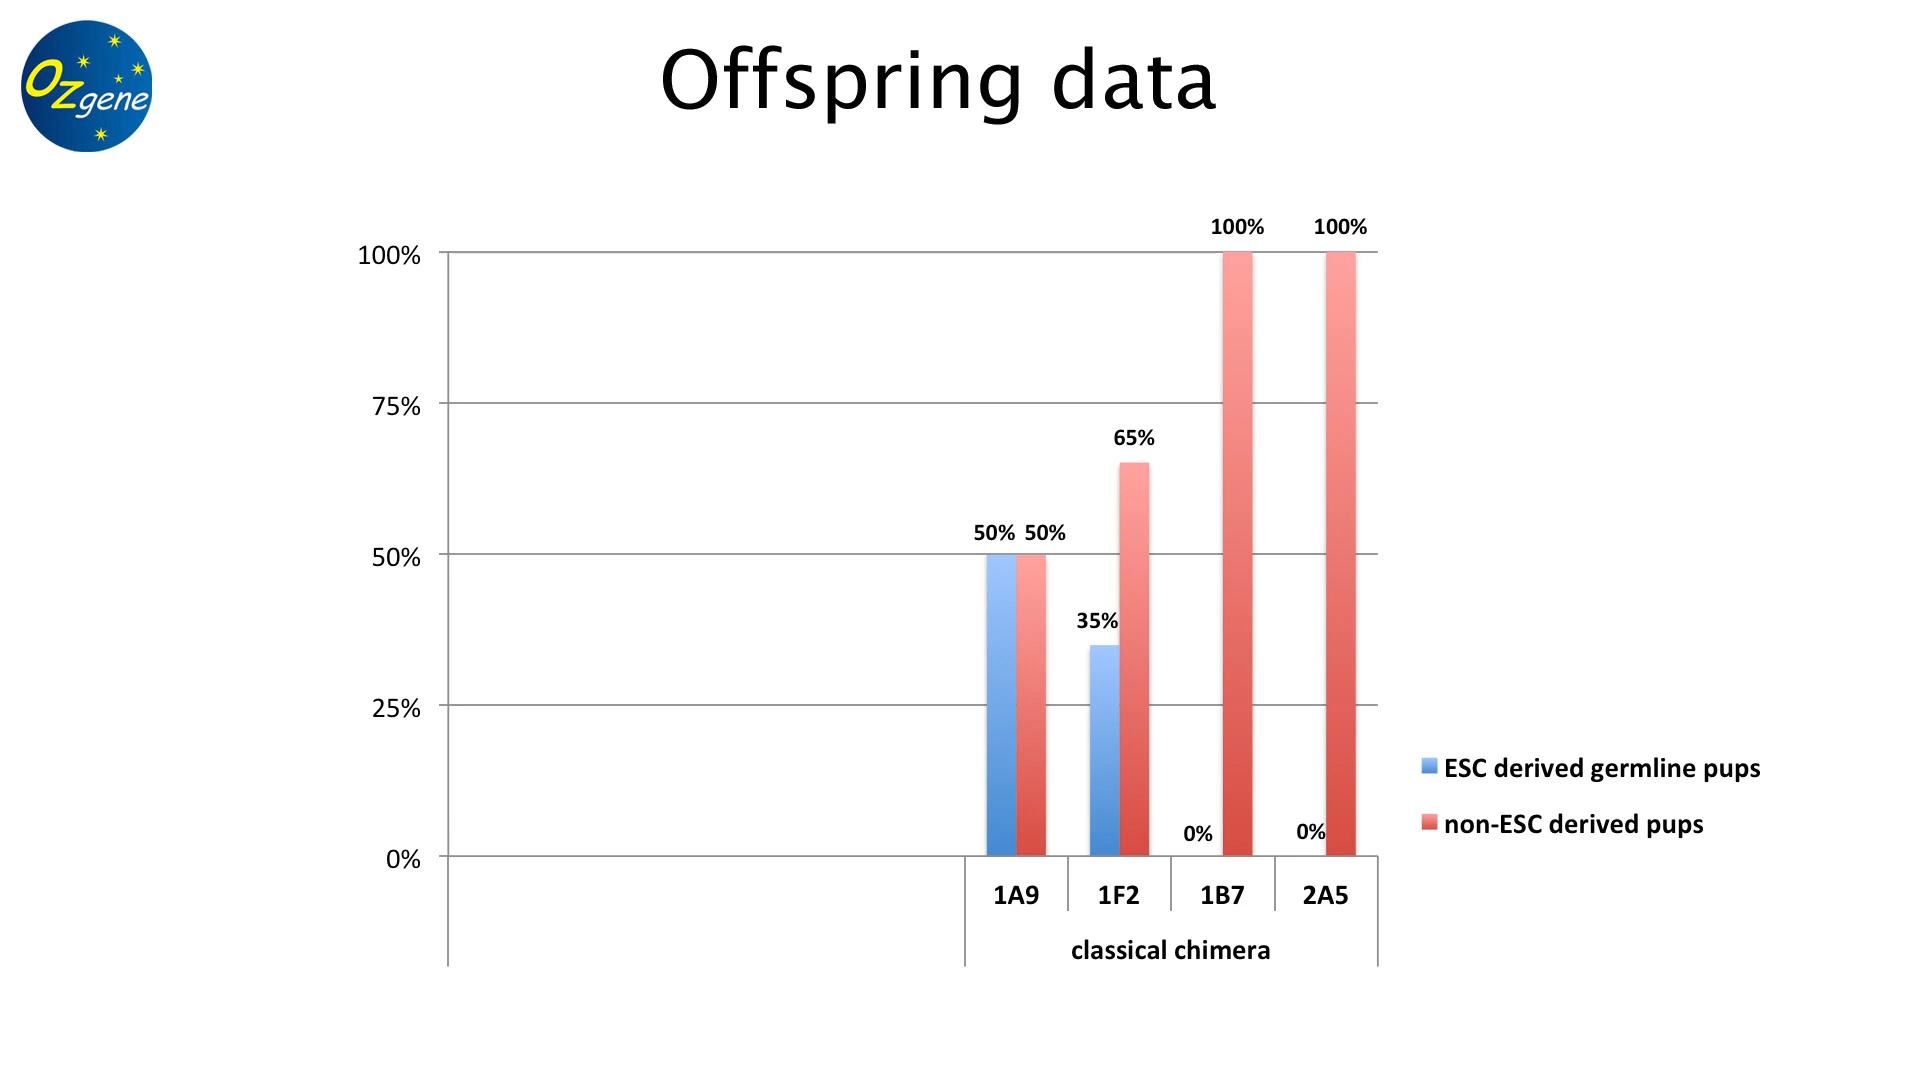 OZgene
Offspring data
100% 100%
100%
75%
65%
50% 50%
50%
35%
25%
ESC derived germline pups
non-ESC derived pups
0% 0%
0%
1A9 1F2 1B7 2A5
classical chimera